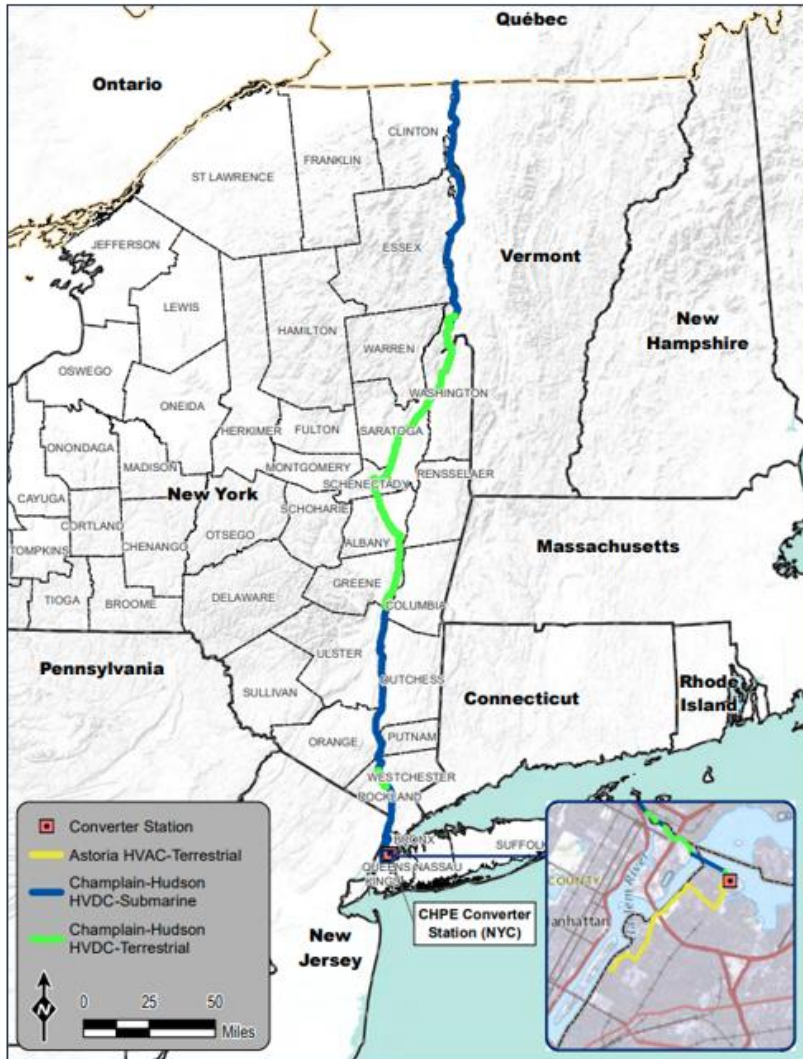 Québec
Ontario
CLINTON
FRANKLIN
ST LAWRENCE
ESSEX
JEFFERSON
Vermont
LEWIS
New
Hampshire
HAMILTON
WARREN
OSWEGO
WASHINGTON
ONEIDA
HERKIMER
FULTON
SARATOGA
ONONDAGA
MADISON
MONTGOMERY
RENSSELAER
SCHENECTADY
CAYUGA
New York
SCHOHARIE
CORTLAND
OTSEGO
ALBANY
Massachusetts
TOMPKINS
CHENANGO
GREENE
TIOGA
BROOME
DELAWARE
COLUMBIA
ULSTER
Pennsylvania
DUTCHESS
Connecticut
Rhode
Island
SULLIVAN
ORANGE
PUTNAM
WESTCHESTER
ROCKLAND
BRONX
SUFFOLK
QUEENS NASSAU
KINGS
CHPE Converter
Station (NYC)
New
Jersey
Converter Station
Astoria HVAC-Terrestrial
Champlain-Hudson
HVDC-Submarine
Champlain-Hudson
HVDC-Terrestrial
N
0 25 50
Miles
COUNTY
River